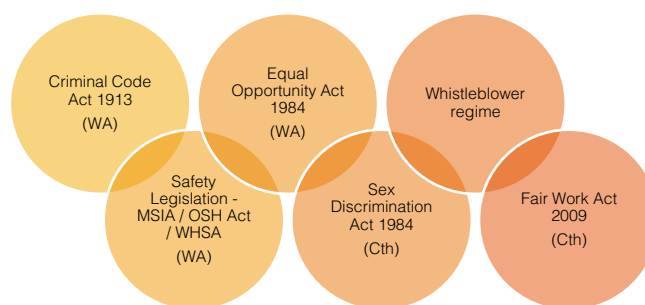 Criminal Code
Act 1913
(WA)
Equal
Opportunity Act
1984
(WA)
Whistleblower
regime
Safety
Legislation -
MSIA / OSH Act
/ WHSA
(WA)
Sex
Discrimination
Act 1984
(Cth)
Fair Work Act
2009
(Cth)